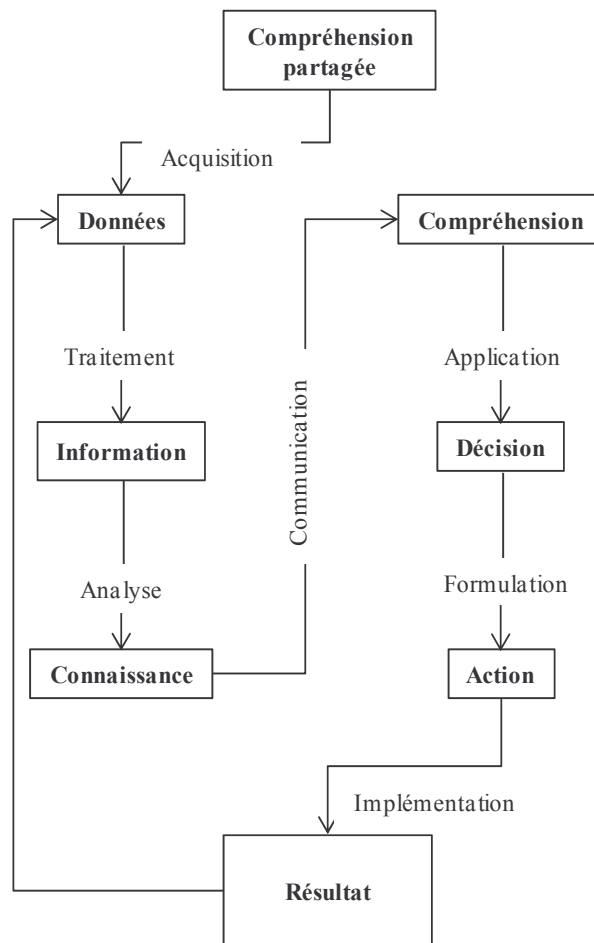 Compréhension
partagée
Acquisition
Données
Compréhension
Traitement
Application
Information
Décision
Communication
Analyse
Formulation
Connaissance
Action
Implémentation
Résultat